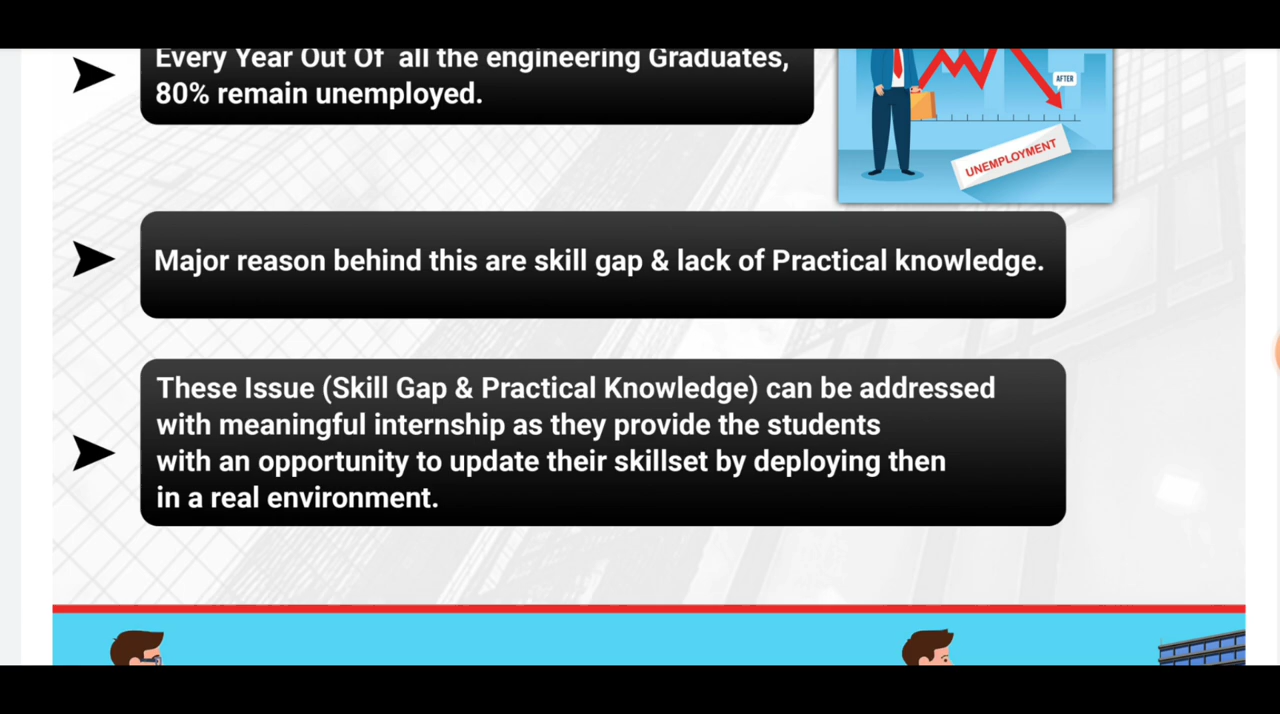 Every Year Out Of all the engineering Graduates,
80% remain unemployed.
AFTER
UNEMPLOYMENT
Major reason behind this are skill gap & lack of Practical knowledge.
These Issue (Skill Gap & Practical Knowledge) can be addressed
with meaningful internship as they provide the students
with an opportunity to update their skillset by deploying then
in a real environment.